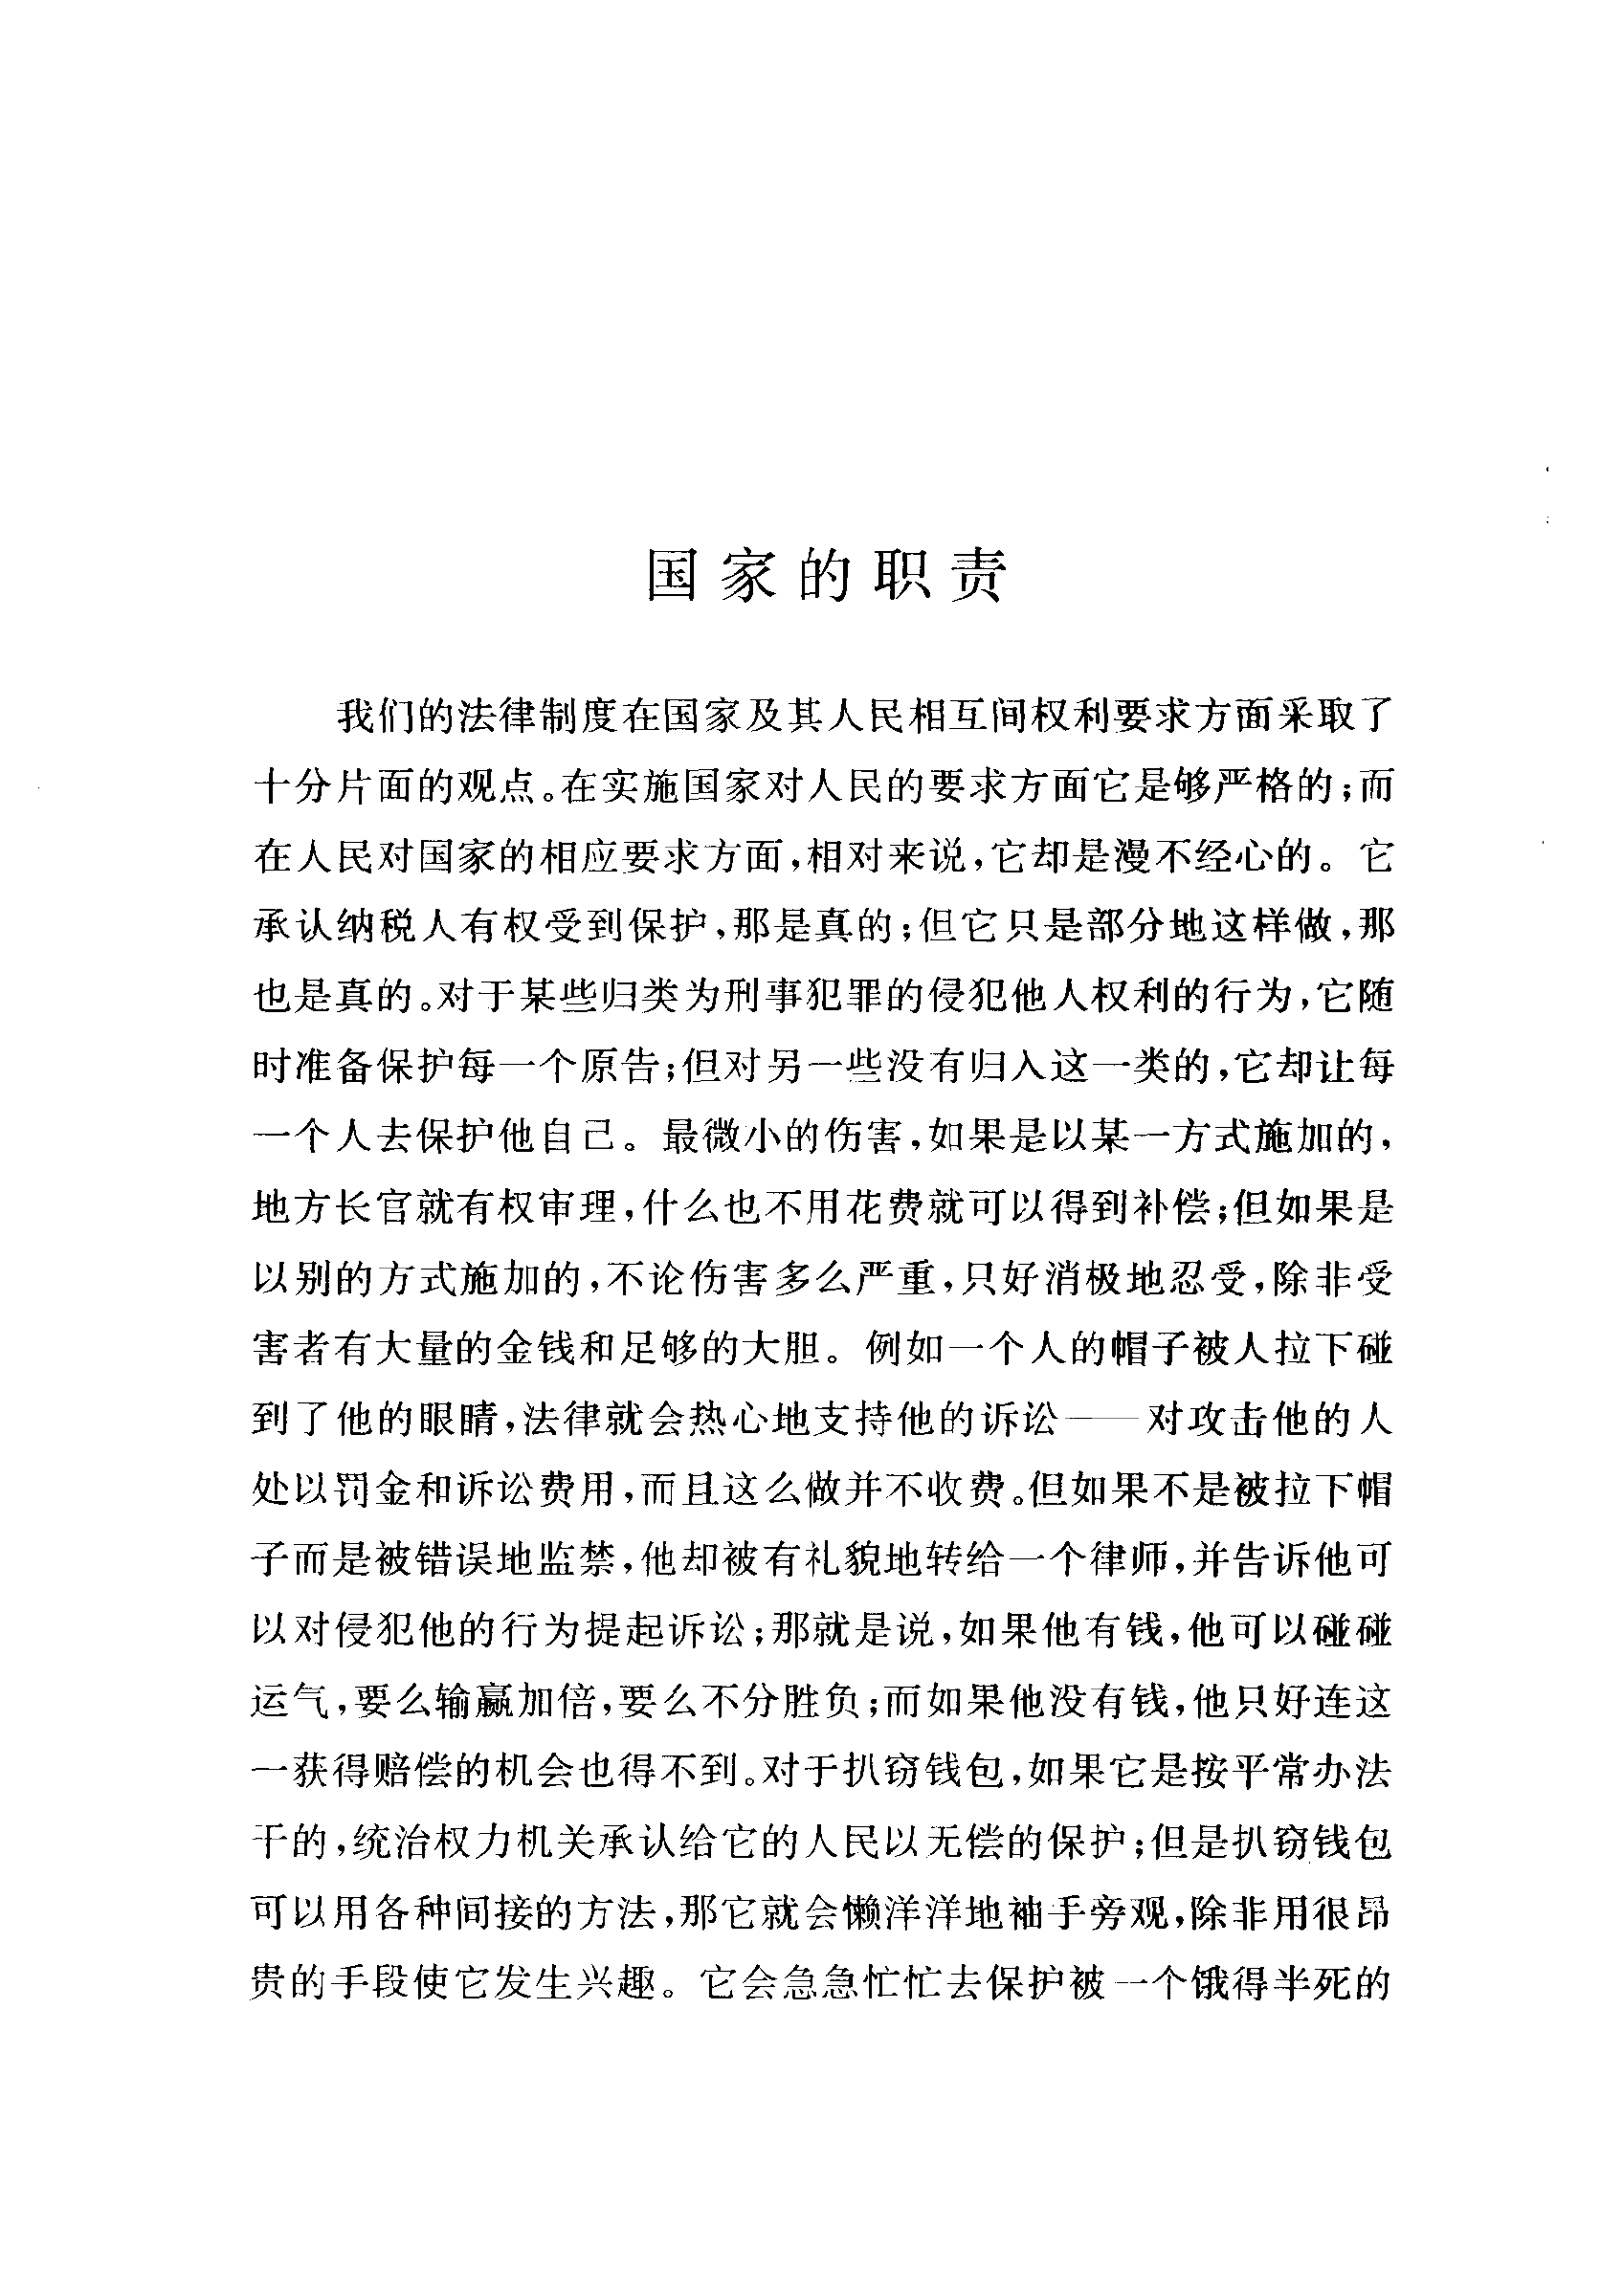 国家的职责
我们的法律制度在国家及其人民相互间权利要求方面采取了
十分片面的观点。在实施国家对人民的要求方面它是够严格的；而
在人民对国家的相应要求方面，相对来说，它却是漫不经心的。它
承认纳税人有权受到保护，那是真的；但它只是部分地这样做，那
也是真的。对于某些归类为刑事犯罪的侵犯他人权利的行为，它随
时准备保护每一个原告；但对另一些没有归入这一类的，它却让每
一个人去保护他自己。最微小的伤害，如果是以某一方式施加的，
地方长官就有权审理，什么也不用花费就可以得到补偿；但如果是
以别的方式施加的，不论伤害多么严重，只好消极地忍受，除非受
害者有大量的金钱和足够的大胆。例如一个人的帽子被人拉下碰
到了他的眼睛，法律就会热心地支持他的诉讼——对攻击他的人
处以罚金和诉讼费用，而且这么做并不收费。但如果不是被拉下帽
子而是被错误地监禁，他却被有礼貌地转给一个律师，并告诉他可
以对侵犯他的行为提起诉讼；那就是说，如果他有钱，他可以碰碰
运气，要么输赢加倍，要么不分胜负；而如果他没有钱，他只好连这
一获得赔偿的机会也得不到。对于扒窃钱包，如果它是按平常办法
干的，统治权力机关承认给它的人民以无偿的保护；但是扒窃钱包
可以用各种间接的方法，那它就会懒洋洋地袖手旁观，除非用很昂
贵的手段使它发生兴趣。它会急急忙忙去保护被一个饿得半死的